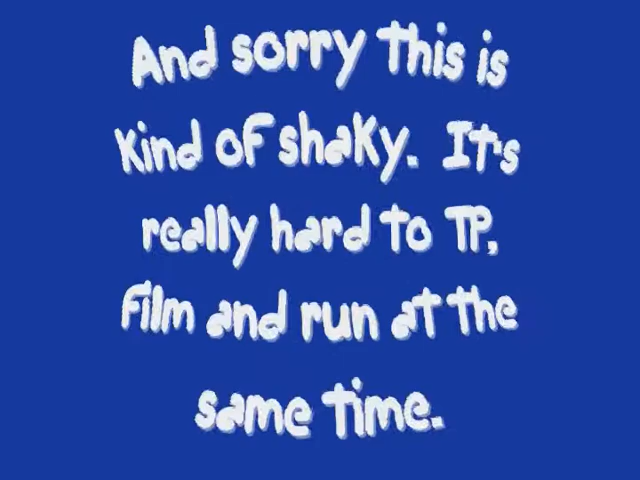 And sorry this is
kind of shaky. It's
really hard to TP,
film and run at the
same time.